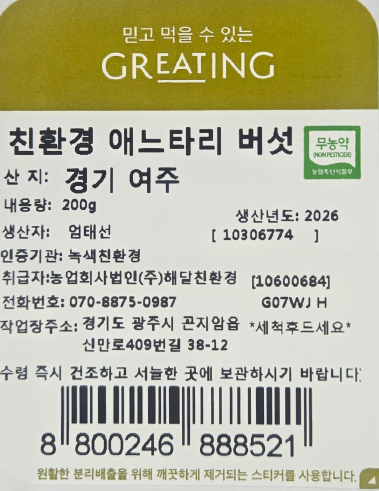 믿고 먹을 수 있는
GREATING
친환경 애느타리 버섯
무농약
(NON PESTICIDE)
농림축산식품부
산 지: 경기 여주
내용량: 200g
생산년도: 2026
생산자: 엄태선 [ 10306774 ]
인증기관: 녹색친환경
취급자:농업회사법인(주)해달친환경 [10600684]
전화번호: 070-8875-0987 G07WJ H
작업장주소: 경기도 광주시 곤지암읍 *세척후드세요*
신만로409번길 38-12
수령 즉시 건조하고 서늘한 곳에 보관하시기 바랍니다.
8 800246 888521
원활한 분리배출을 위해 깨끗하게 제거되는 스티커를 사용합니다.